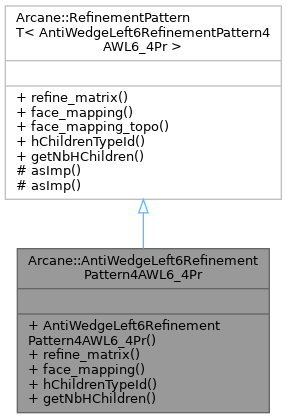 Arcane::RefinementPattern
T< AntiWedgeLeft6RefinementPattern4
AWL6_4Pr >
+ refine_matrix()
+ face_mapping()
+ face_mapping_topo()
+ hChildrenTypeId()
+ getNbHChildren()
# asImp()
# asImp()
Arcane::AntiWedgeLeft6Refinement
Pattern4AWL6_4Pr
+ AntiWedgeLeft6Refinement
Pattern4AWL6_4Pr()
+ refine_matrix()
+ face_mapping()
+ hChildrenTypeId()
+ getNbHChildren()